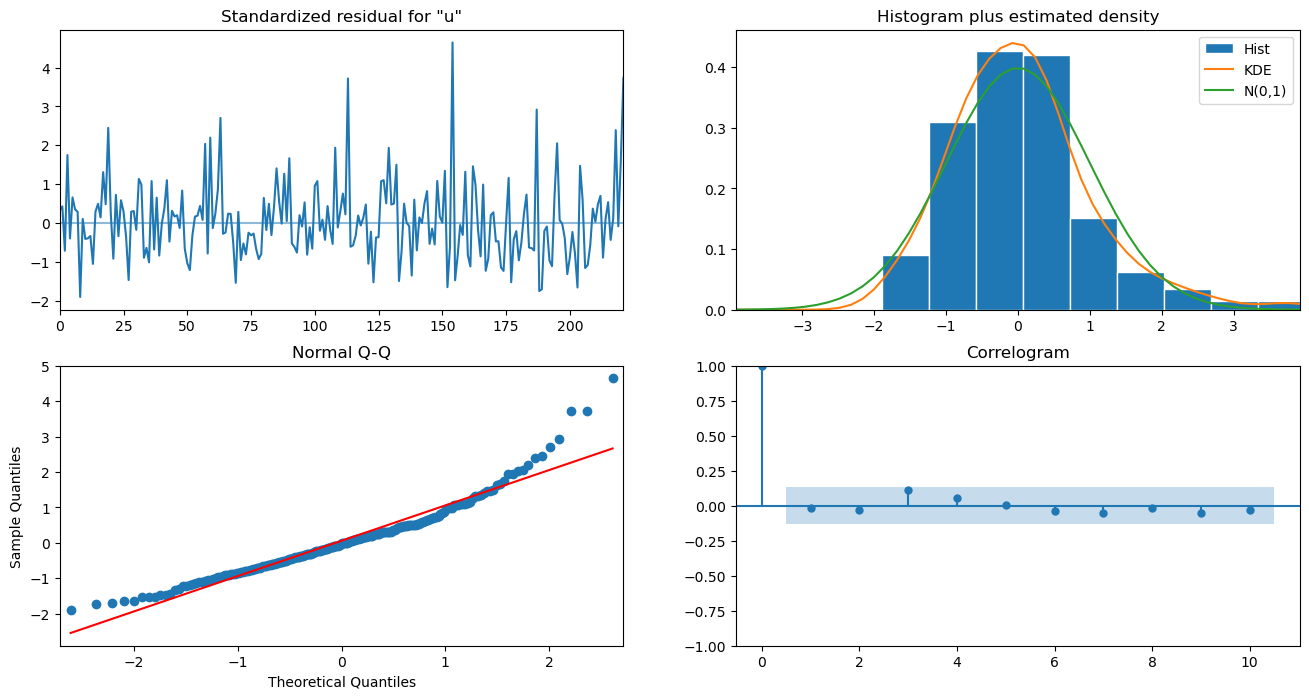 Standardized residual for "u"
4
3
2
1
0
−1
−2
0 25 50 75 100 125 150 175 200
Histogram plus estimated density
Hist
KDE
N(0,1)
0.4
0.3
0.2
0.1
0.0
−3 −2 −1 0 1 2 3
Normal Q-Q
Sample Quantiles
5
4
3
2
1
0
−1
−2
−2 −1 0 1 2
Theoretical Quantiles
Correlogram
1.00
0.75
0.50
0.25
0.00
−0.25
−0.50
−0.75
−1.00
0 2 4 6 8 10